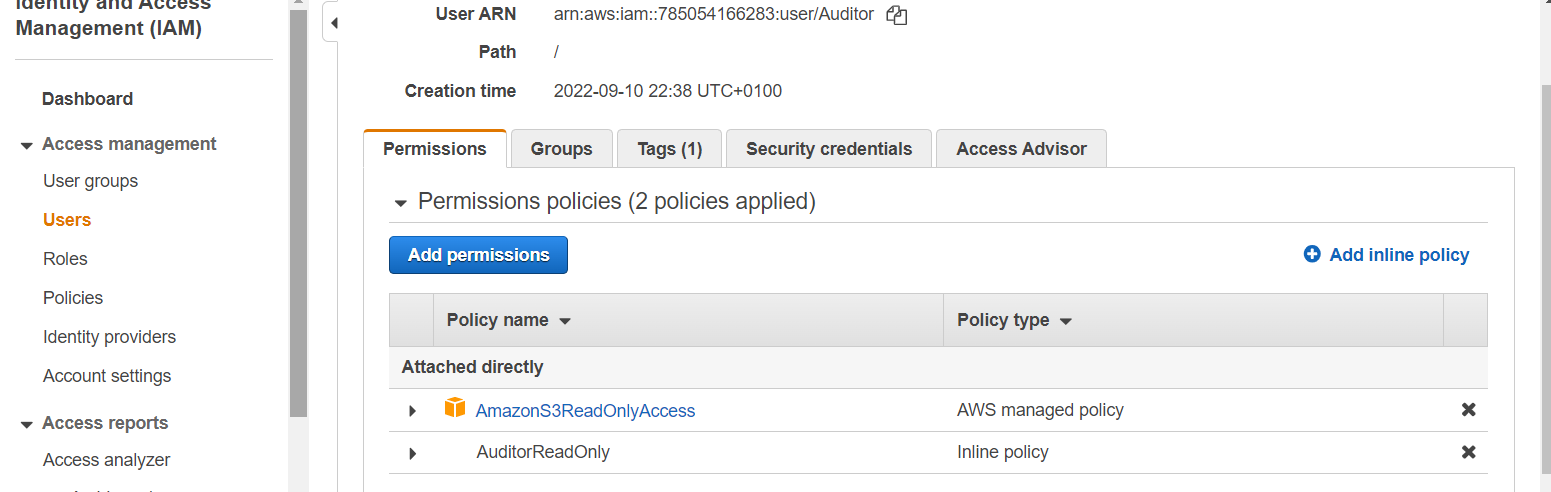 Identity and Access
Management (IAM)
Dashboard
Access management
User groups
Users
Roles
Policies
Identity providers
Account settings
Access reports
Access analyzer
User ARN arn:aws:iam::785054166283:user/Auditor
Path /
Creation time 2022-09-10 22:38 UTC+0100
Permissions Groups Tags (1) Security credentials Access Advisor
Permissions policies (2 policies applied)
Add permissions Add inline policy
Policy name Policy type
Attached directly
AmazonS3ReadOnlyAccess AWS managed policy
AuditorReadOnly Inline policy